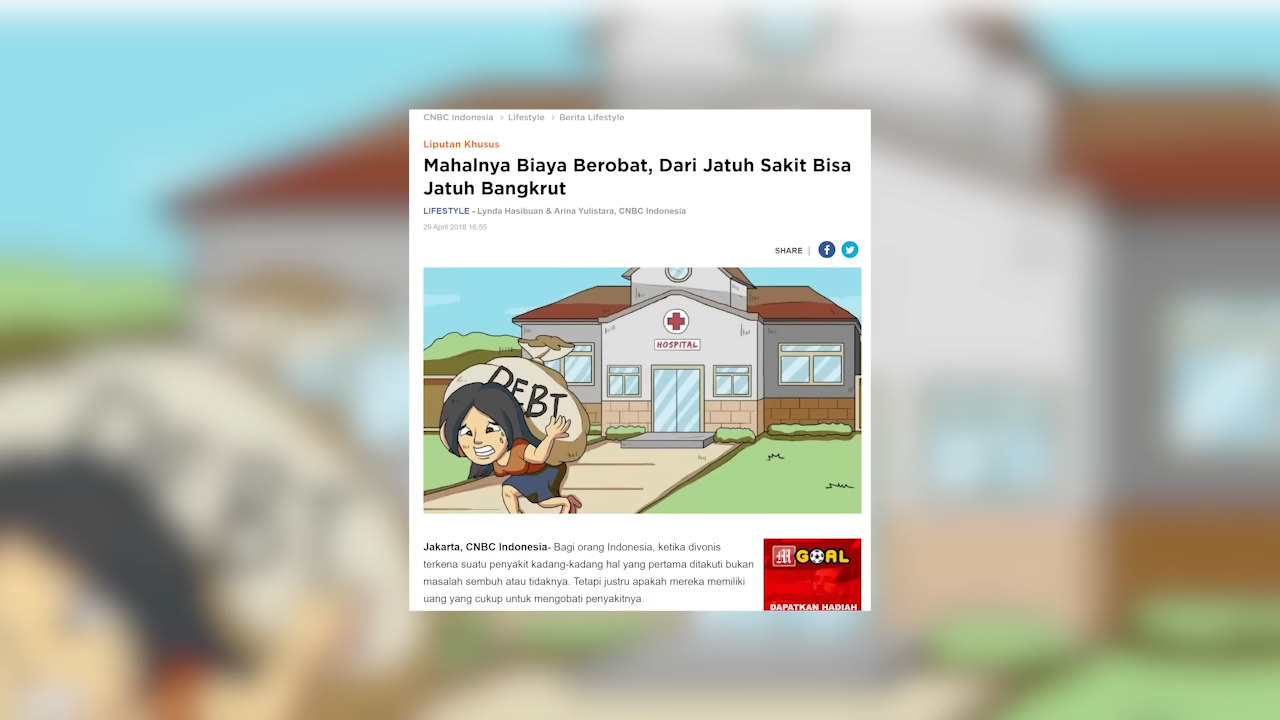 CNBC Indonesia > Lifestyle > Berita Lifestyle
Liputan Khusus
Mahalnya Biaya Berobat, Dari Jatuh Sakit Bisa
Jatuh Bangkrut
LIFESTYLE - Lynda Hasibuan & Arina Yulistara, CNBC Indonesia
29 April 2018 16:55
SHARE |
HOSPITAL
DEBT
Jakarta, CNBC Indonesia- Bagi orang Indonesia, ketika divonis
terkena suatu penyakit kadang-kadang hal yang pertama ditakuti bukan
masalah sembuh atau tidaknya. Tetapi justru apakah mereka memiliki
uang yang cukup untuk mengobati penyakitnya.
M GOAL
DAPATKAN HADIAH